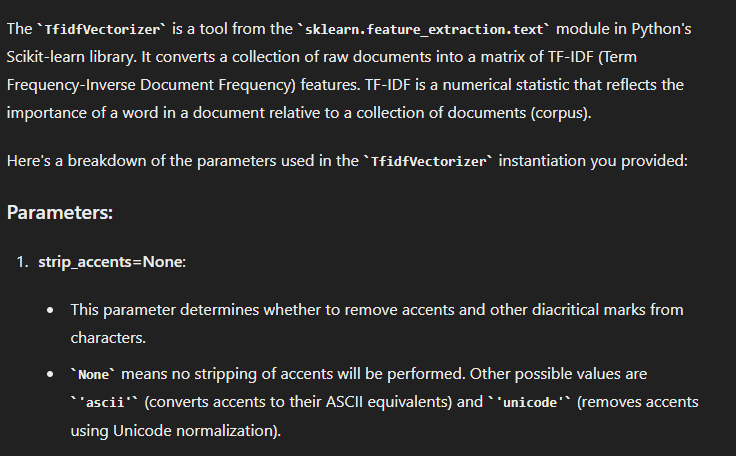 The `TfidfVectorizer` is a tool from the `sklearn.feature_extraction.text` module in Python's
Scikit-learn library. It converts a collection of raw documents into a matrix of TF-IDF (Term
Frequency-Inverse Document Frequency) features. TF-IDF is a numerical statistic that reflects the
importance of a word in a document relative to a collection of documents (corpus).
Here's a breakdown of the parameters used in the `TfidfVectorizer` instantiation you provided:
Parameters:
1. strip_accents=None:
• This parameter determines whether to remove accents and other diacritical marks from
characters.
• `None` means no stripping of accents will be performed. Other possible values are
`'ascii'` (converts accents to their ASCII equivalents) and `'unicode'` (removes accents
using Unicode normalization).